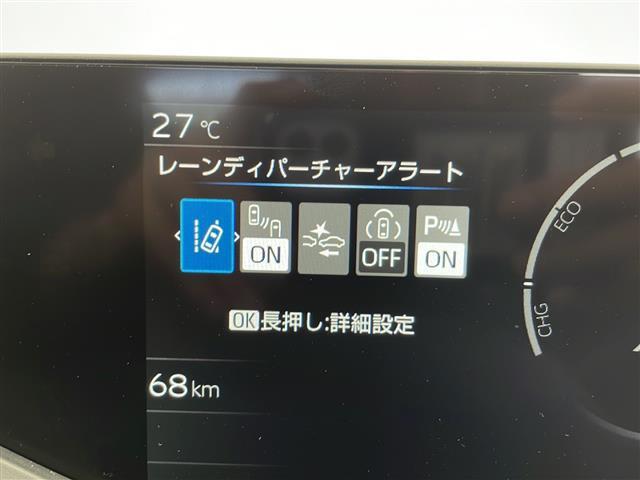 27℃
レーンディパーチャーアラート
ON OFF P ON
OK長押し:詳細設定
68km
ECO
CHG